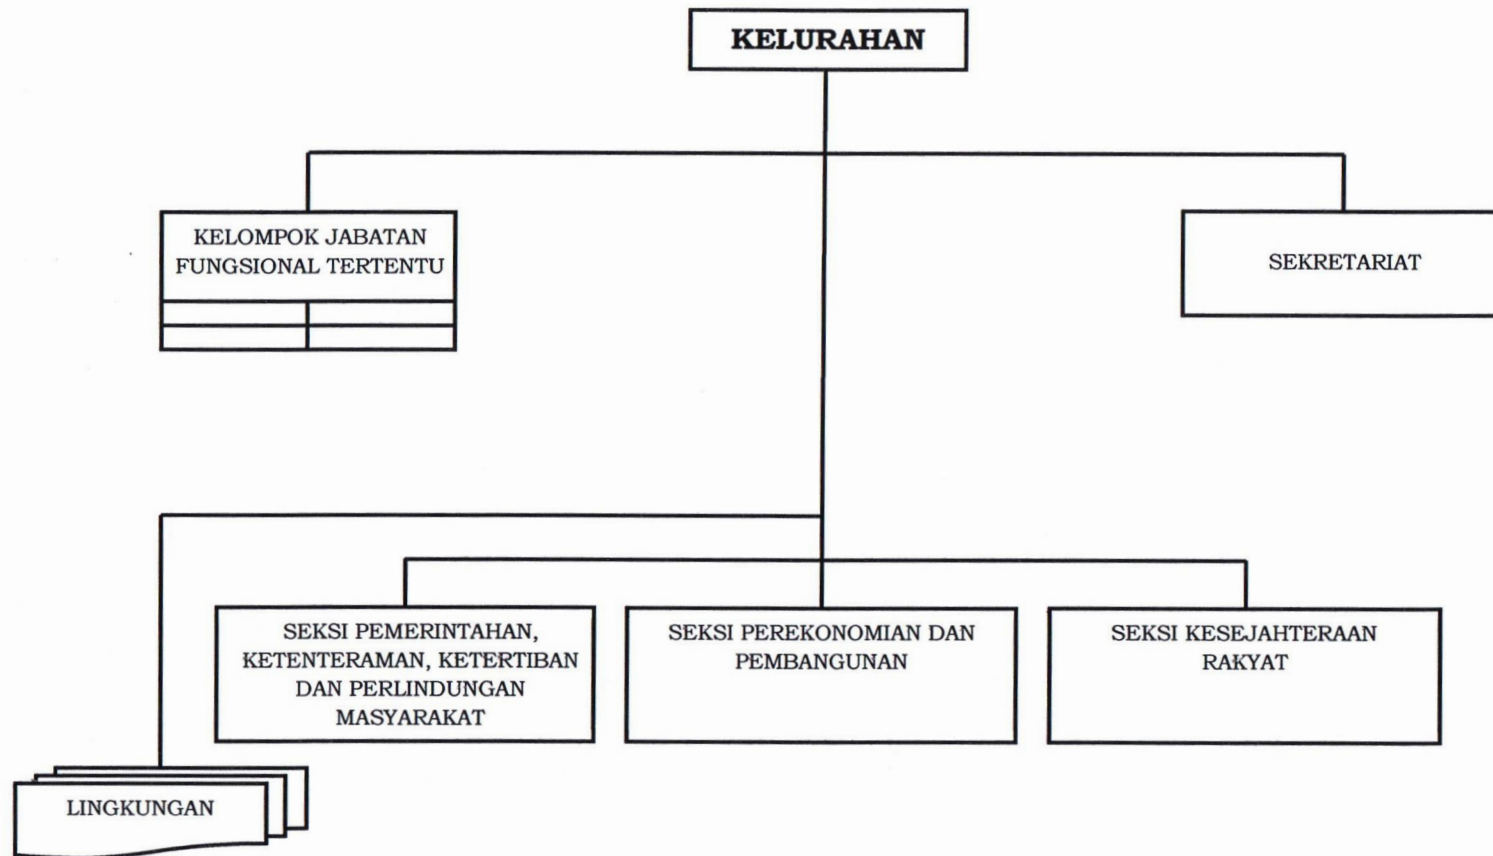 KELURAHAN
KELOMPOK JABATAN
FUNGSIONAL TERTENTU
SEKRETARIAT
SEKSI PEMERINTAHAN,
KETENTERAMAN, KETERTIBAN
DAN PERLINDUNGAN
MASYARAKAT
SEKSI PEREKONOMIAN DAN
PEMBANGUNAN
SEKSI KESEJAHTERAAN
RAKYAT
LINGKUNGAN